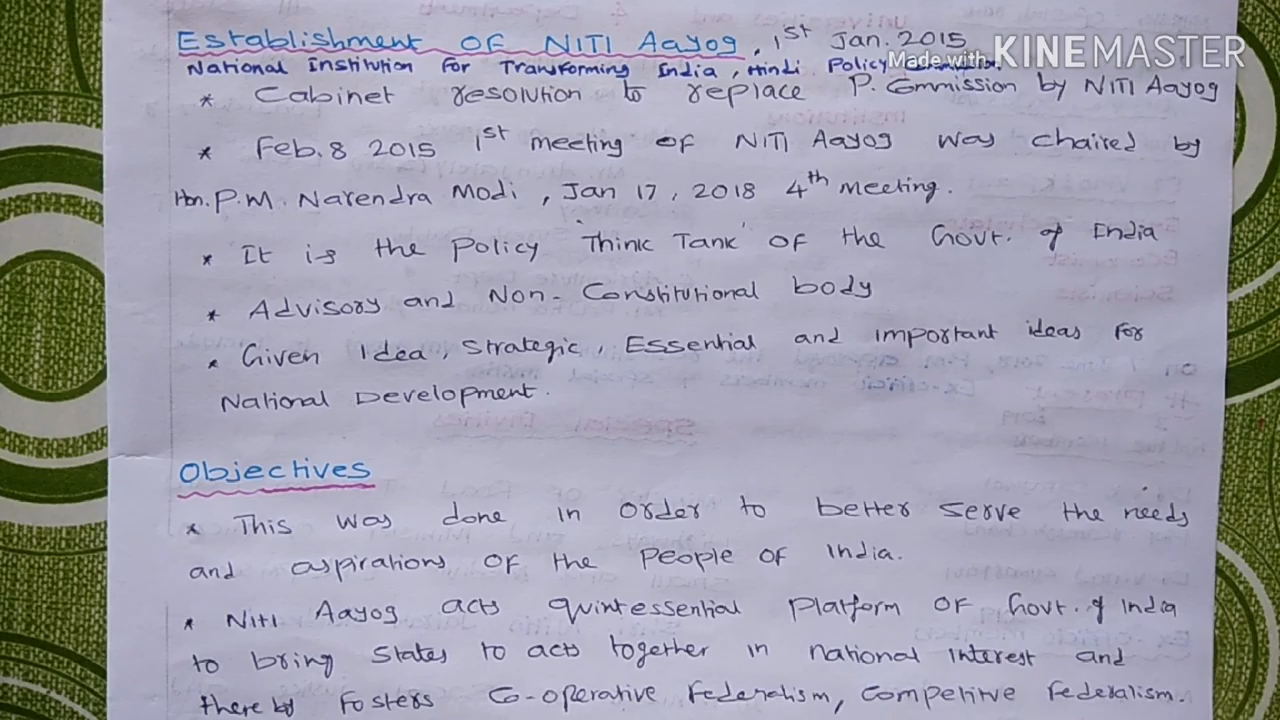 Establishment OF NITI Aayog, 1st Jan. 2015
Made with KINEMASTER
National Institution For Transforming India, Hindi Policy
* Cabinet resolution to replace P. Commission by NITI Aayog
* Feb. 8 2015 1st meeting of NITI Aayog was chaired by
Hon. P.M. Narendra Modi, Jan 17, 2018 4th meeting.
* It is the Policy 'Think Tank' OF the Govt. of India
* Advisory and Non-Constitutional body
* Given Idea, Strategic, Essential and important ideas For
National Development.
Objectives
* This was done in order to better serve the needs
and aspirations OF the People OF India.
* NITI Aayog acts quintessential Platform OF Govt. of India
to bring States to acts together in national interest and
there by Fosters Co-operative Federalism, Competitve Federalism.